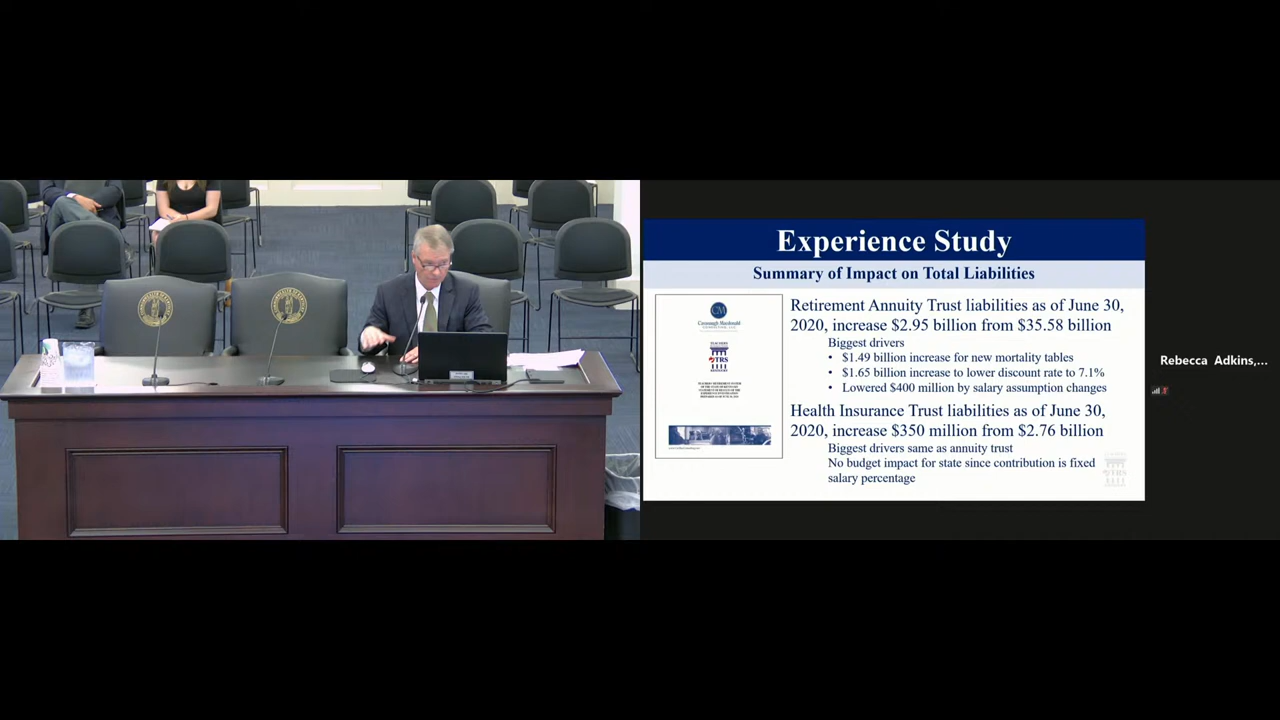 Experience Study
Summary of Impact on Total Liabilities
Cavanaugh Macdonald
TRS
Retirement Annuity Trust liabilities as of June 30,
2020, increase $2.95 billion from $35.58 billion
Biggest drivers
• $1.49 billion increase for new mortality tables
• $1.65 billion increase to lower discount rate to 7.1%
• Lowered $400 million by salary assumption changes
Health Insurance Trust liabilities as of June 30,
2020, increase $350 million from $2.76 billion
Biggest drivers same as annuity trust
No budget impact for state since contribution is fixed
salary percentage
Rebecca Adkins,...